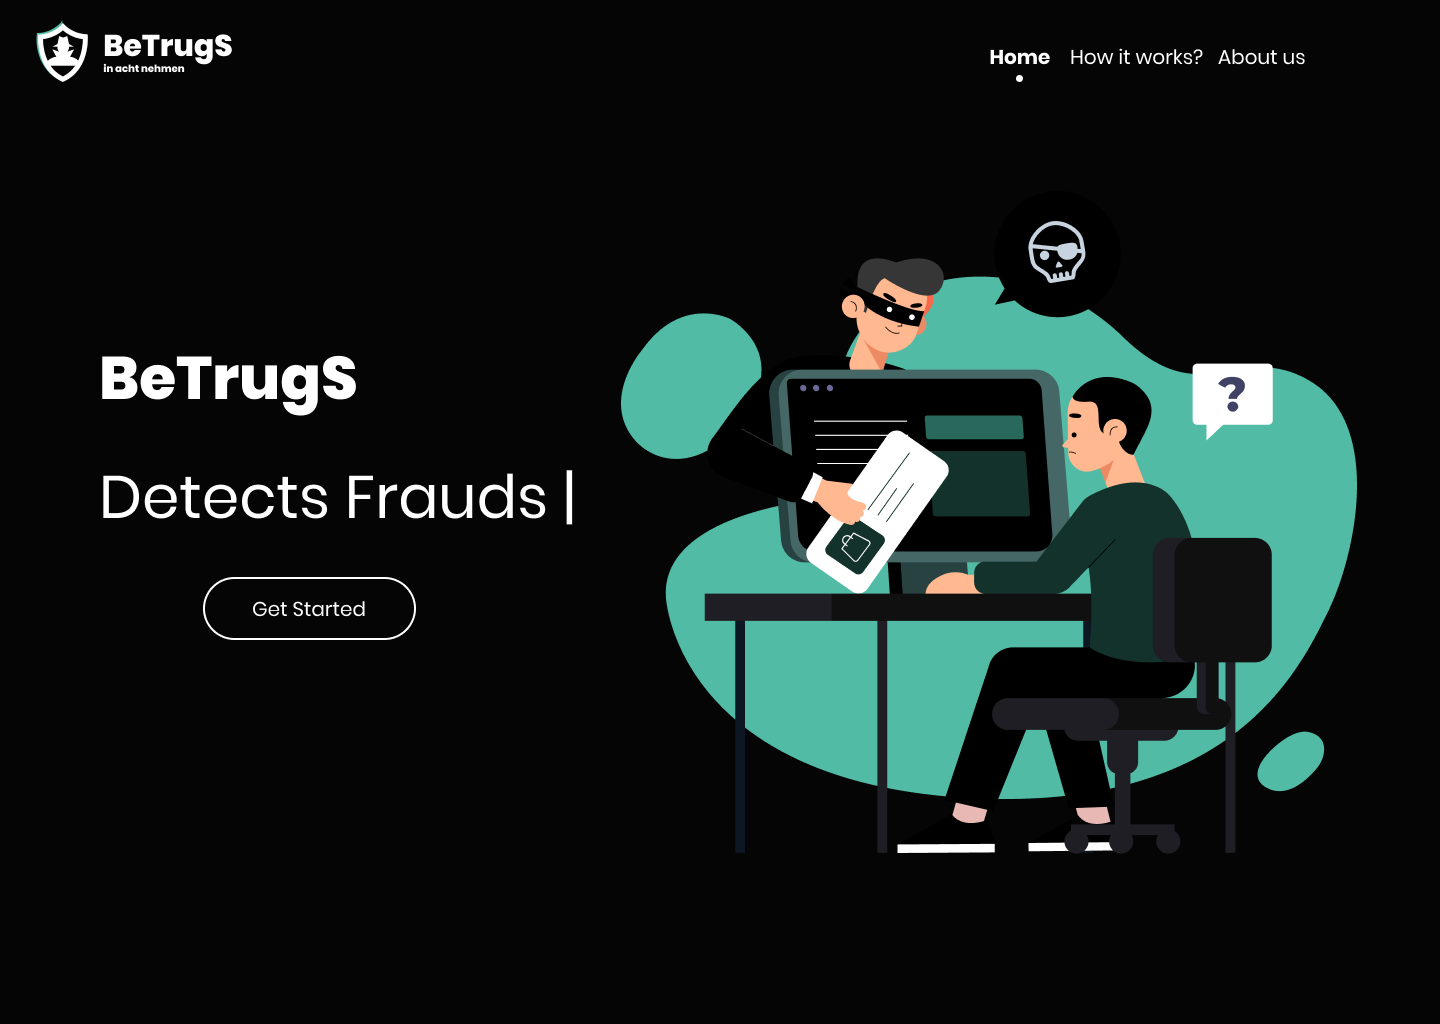 BeTrugS
in acht nehmen
Home How it works? About us
BeTrugS
Detects Frauds |
Get Started
?